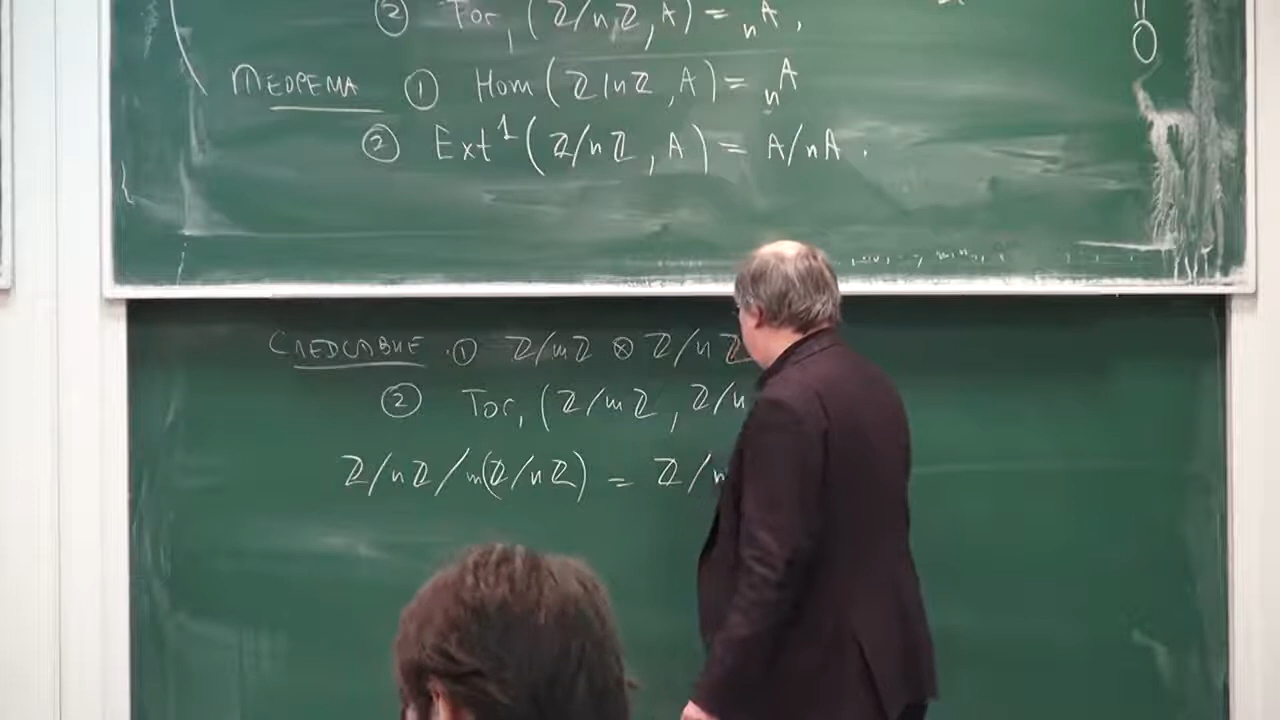 ② Tor₁(ℤ/nℤ, A) = ₙA,
Теорема ① Hom(ℤ/nℤ, A) = ₙA
② Ext¹(ℤ/nℤ, A) = A/nA.
Следствие. ① ℤ/mℤ ⊗ ℤ/nℤ
② Tor₁(ℤ/mℤ, ℤ/n
ℤ/nℤ/m(ℤ/nℤ) = ℤ/